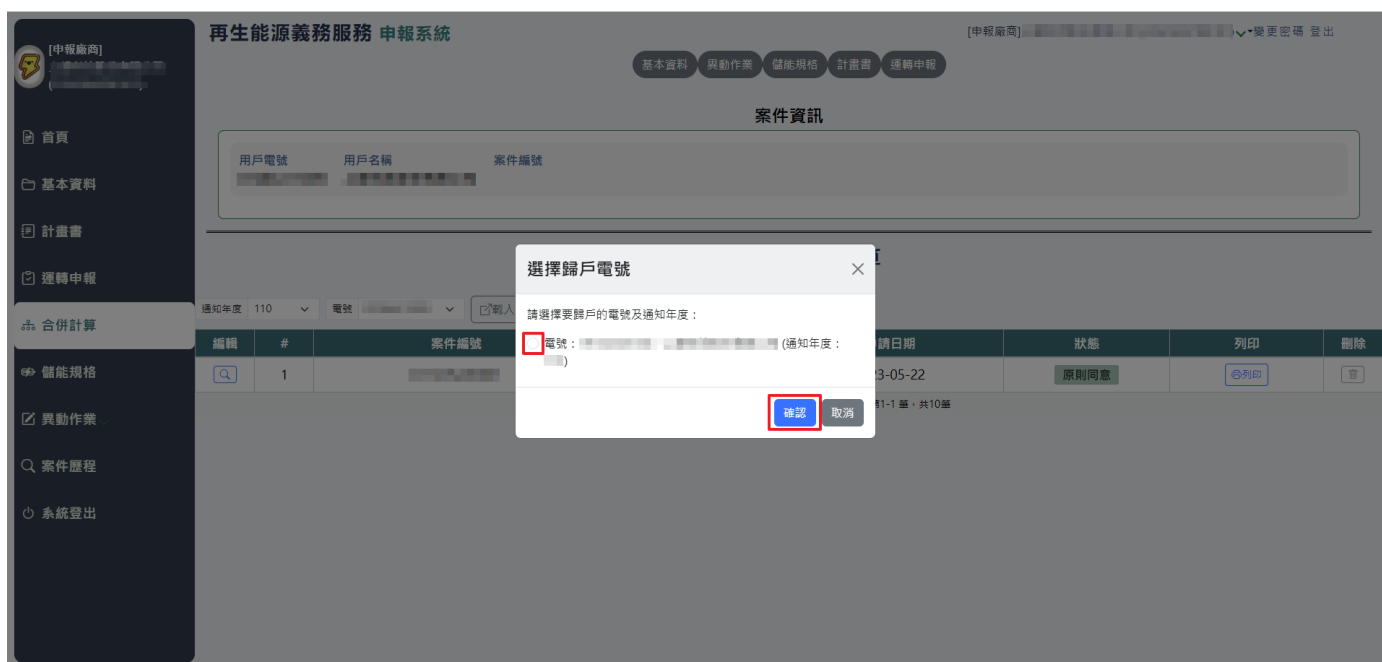 再生能源義務服務 申報系統
[申報廠商]
變更密碼 登出
[申報廠商]
基本資料
異動作業
儲能規格
計畫書
運轉申報
案件資訊
用戶電號
用戶名稱
案件編號
首頁
基本資料
計畫書
運轉申報
合併計算
儲能規格
異動作業
案件歷程
系統登出
選擇歸戶電號
請選擇要歸戶的電號及通知年度：
電號：
(通知年度：
)
確認
取消
通知年度 110
電號
載入
編輯 # 案件編號 請日期 狀態 列印 刪除
1 3-05-22 原則同意 列印
1-1 筆，共10筆